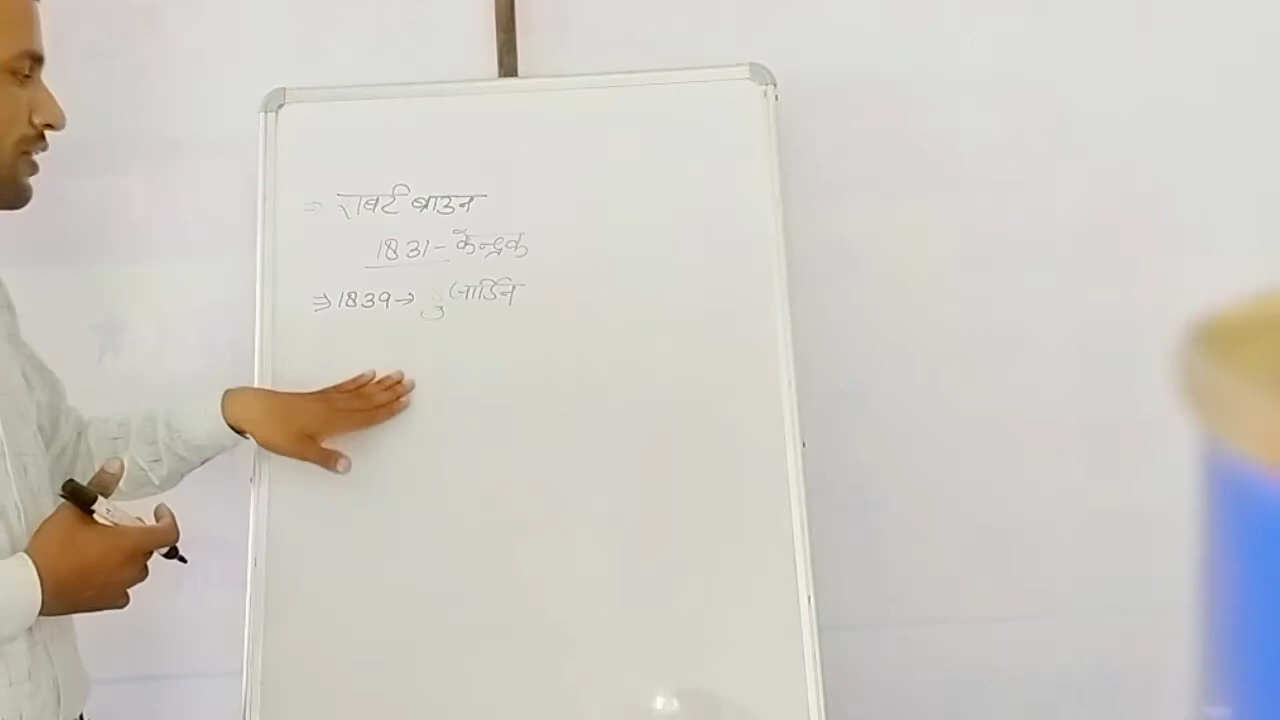 ⇒ राबर्ट ब्राउन
1831 - केन्द्रक
⇒ 1839 →